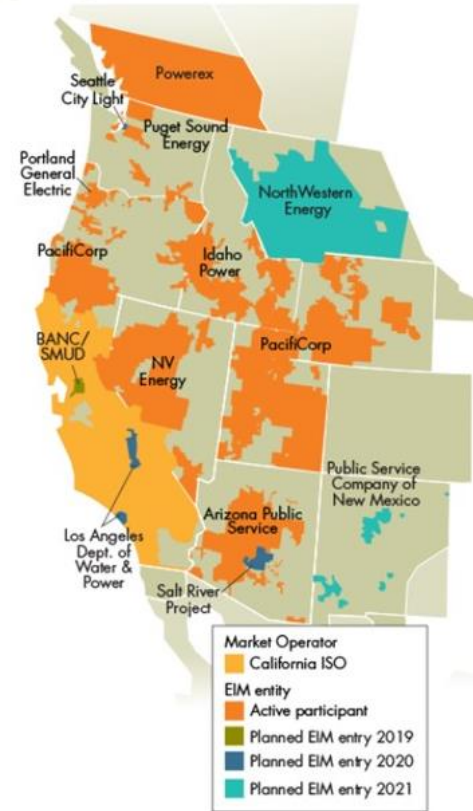 Powerex
Seattle
City Light
Puget Sound
Energy
Portland
General
Electric
NorthWestern
Energy
PacifiCorp
Idaho
Power
BANC/
SMUD
NV
Energy
PacifiCorp
Public Service
Company of
New Mexico
Arizona Public
Service
Los Angeles
Dept. of
Water &
Power
Salt River
Project
Market Operator
California ISO
EIM entity
Active participant
Planned EIM entry 2019
Planned EIM entry 2020
Planned EIM entry 2021